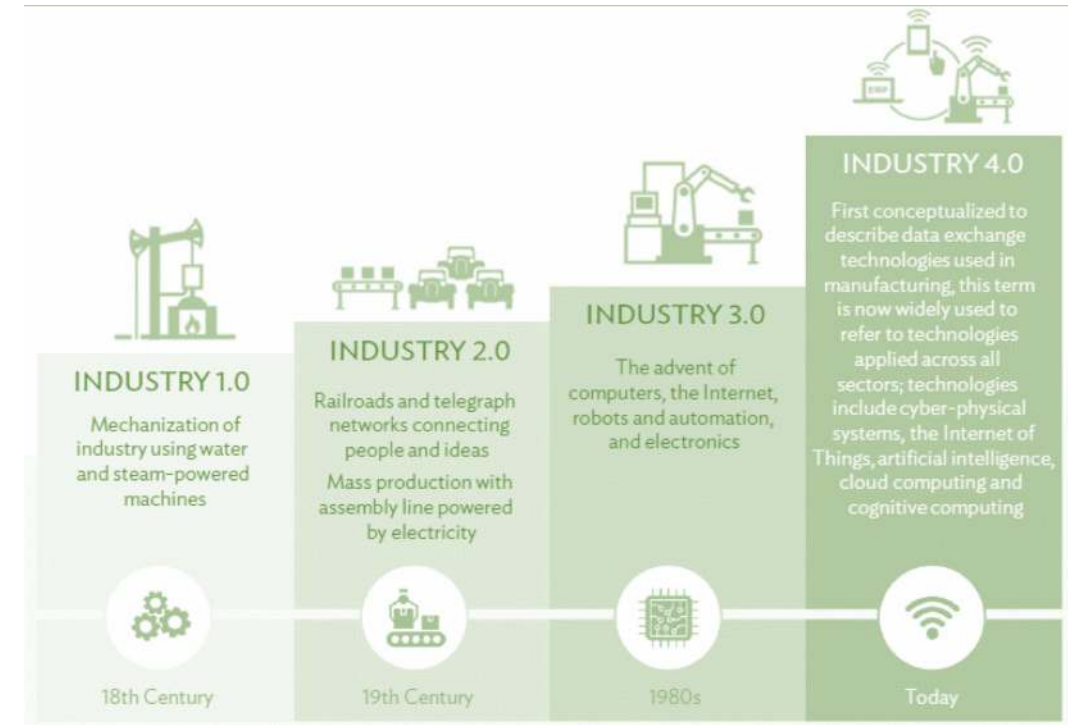 INDUSTRY 1.0
Mechanization of
industry using water
and steam-powered
machines
18th Century
INDUSTRY 2.0
Railroads and telegraph
networks connecting
people and ideas
Mass production with
assembly line powered
by electricity
19th Century
INDUSTRY 3.0
The advent of
computers, the Internet,
robots and automation,
and electronics
1980s
ERP
INDUSTRY 4.0
First conceptualized to
describe data exchange
technologies used in
manufacturing, this term
is now widely used to
refer to technologies
applied across all
sectors; technologies
include cyber-physical
systems, the Internet of
Things, artificial intelligence,
cloud computing and
cognitive computing
Today